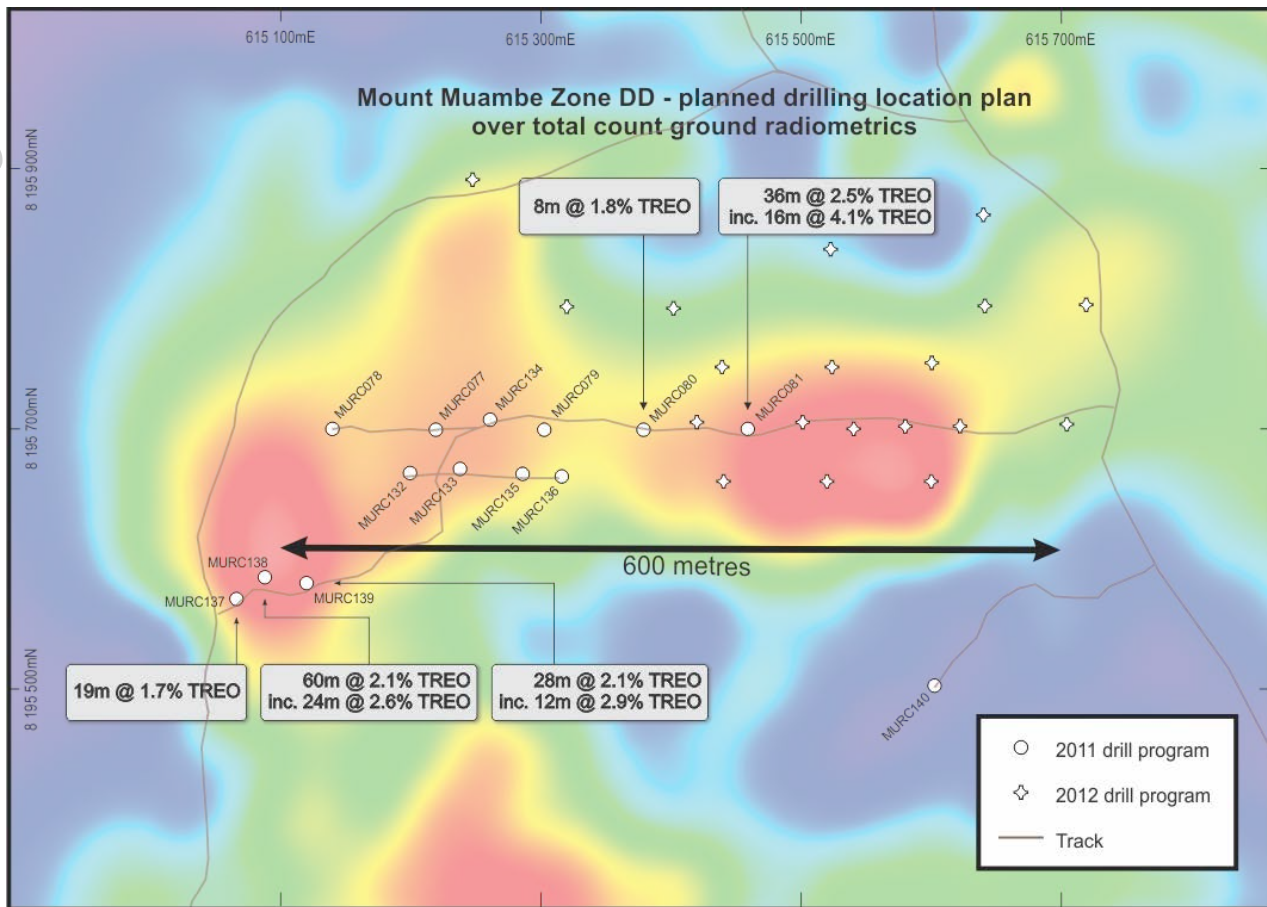 615 100mE
615 300mE
615 500mE
615 700mE
Mount Muambe Zone DD - planned drilling location plan
over total count ground radiometrics
8 195 900mN
8m @ 1.8% TREO
36m @ 2.5% TREO
inc. 16m @ 4.1% TREO
MURC078
MURC077
MURC134
MURC079
MURC080
MURC081
8 195 700mN
MURC132
MURC133
MURC135
MURC136
600 metres
MURC138
MURC137
MURC139
19m @ 1.7% TREO
60m @ 2.1% TREO
inc. 24m @ 2.6% TREO
28m @ 2.1% TREO
inc. 12m @ 2.9% TREO
8 195 500mN
MURC140
2011 drill program
2012 drill program
Track